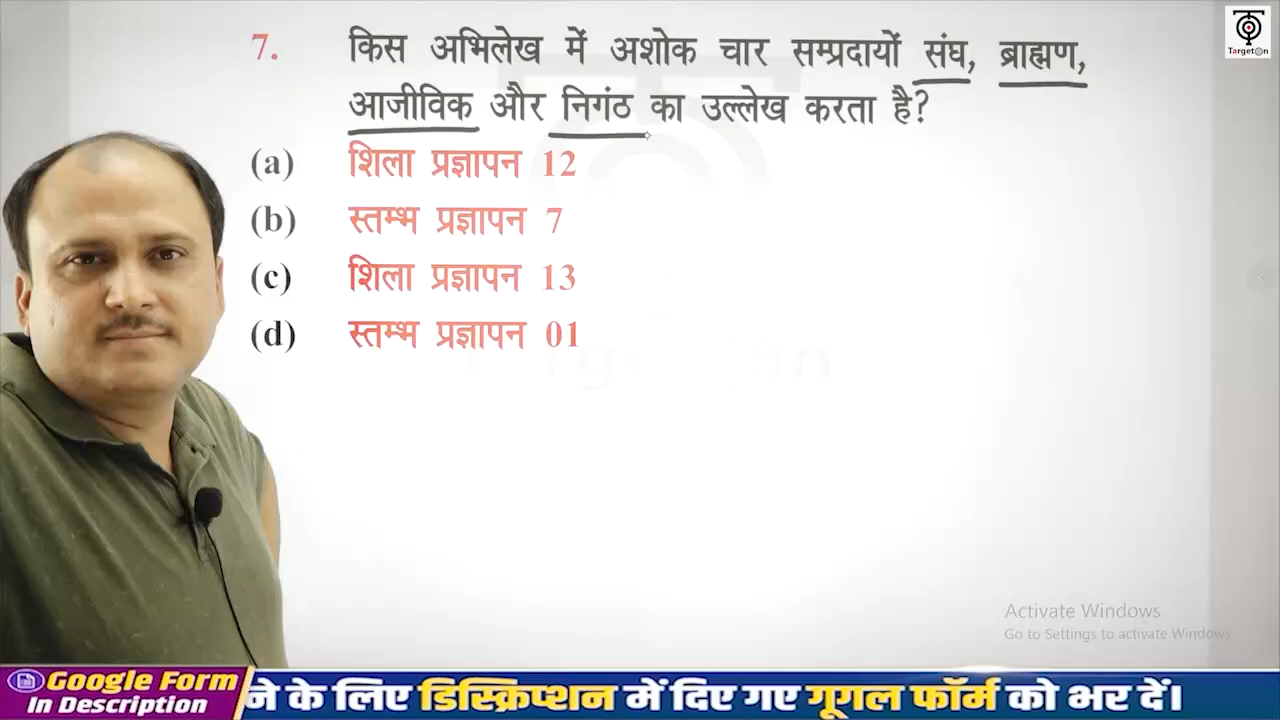 7. किस अभिलेख में अशोक चार सम्प्रदायों संघ, ब्राह्मण,
आजीविक और निगंठ का उल्लेख करता है?
(a) शिला प्रज्ञापन 12
(b) स्तम्भ प्रज्ञापन 7
(c) शिला प्रज्ञापन 13
(d) स्तम्भ प्रज्ञापन 01
TargetOn
Activate Windows
Go to Settings to activate Windows.
Google Form
In Description
ने के लिए डिस्क्रिप्शन में दिए गए गूगल फॉर्म को भर दें।